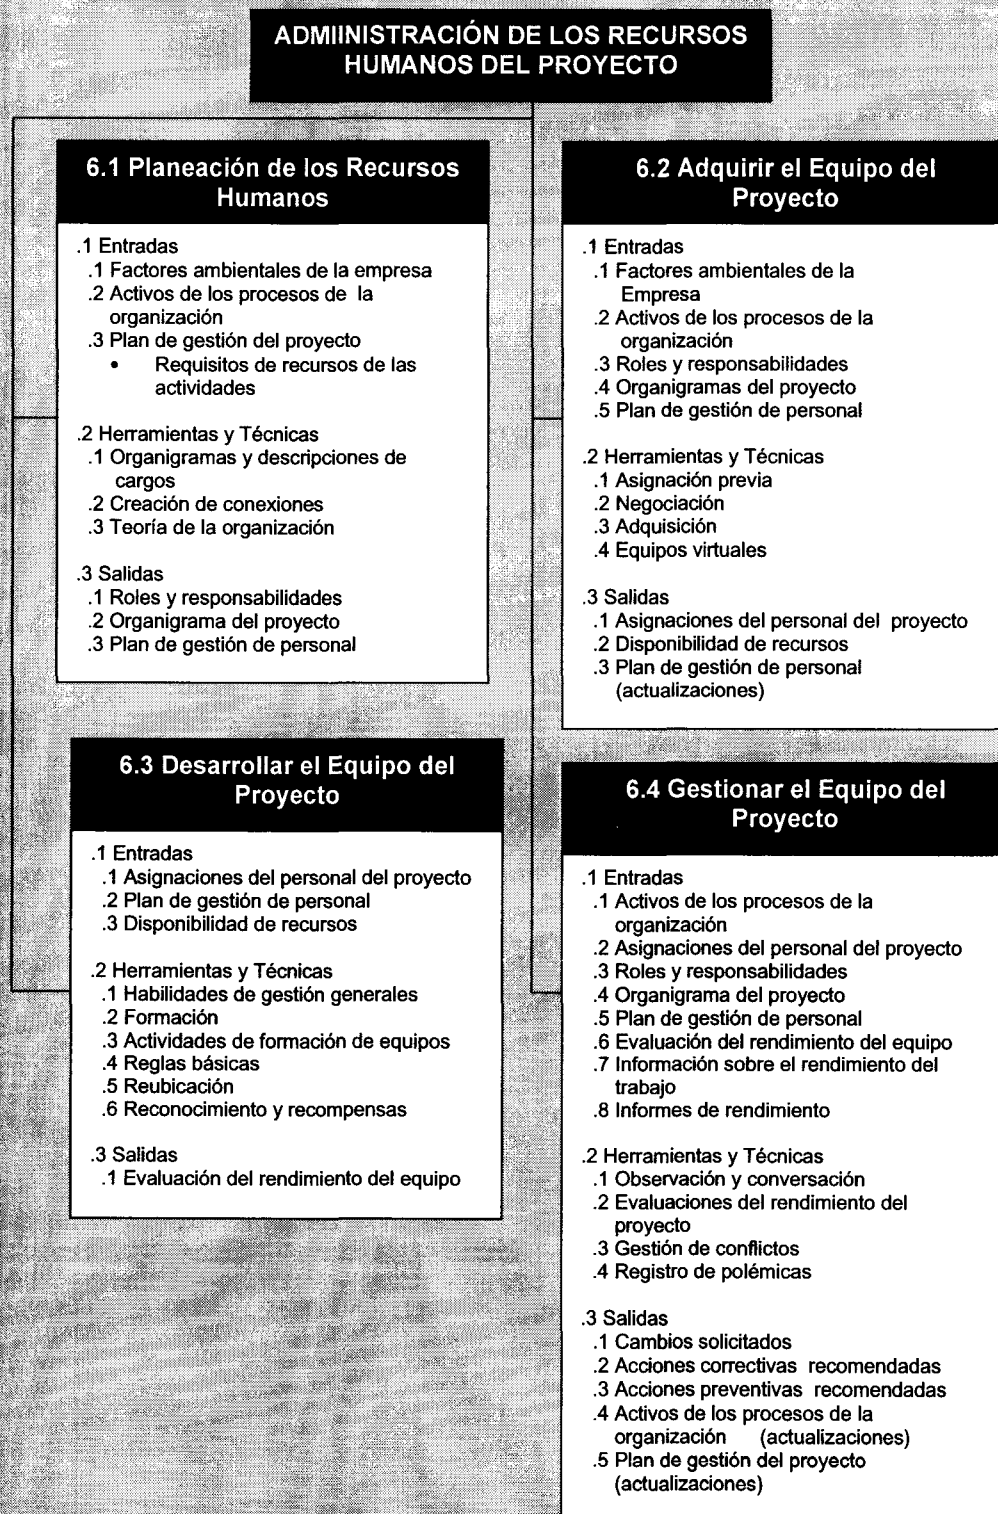 ADMIINISTRACIÓN DE LOS RECURSOS
HUMANOS DEL PROYECTO
6.1 Planeación de los Recursos
Humanos
.1 Entradas
.1 Factores ambientales de la empresa
.2 Activos de los procesos de la
organización
.3 Plan de gestión del proyecto
• Requisitos de recursos de las
actividades
.2 Herramientas y Técnicas
.1 Organigramas y descripciones de
cargos
.2 Creación de conexiones
.3 Teoría de la organización
.3 Salidas
.1 Roles y responsabilidades
.2 Organigrama del proyecto
.3 Plan de gestión de personal
6.2 Adquirir el Equipo del
Proyecto
.1 Entradas
.1 Factores ambientales de la
Empresa
.2 Activos de los procesos de la
organización
.3 Roles y responsabilidades
.4 Organigramas del proyecto
.5 Plan de gestión de personal
.2 Herramientas y Técnicas
.1 Asignación previa
.2 Negociación
.3 Adquisición
.4 Equipos virtuales
.3 Salidas
.1 Asignaciones del personal del proyecto
.2 Disponibilidad de recursos
.3 Plan de gestión de personal
(actualizaciones)
6.3 Desarrollar el Equipo del
Proyecto
.1 Entradas
.1 Asignaciones del personal del proyecto
.2 Plan de gestión de personal
.3 Disponibilidad de recursos
.2 Herramientas y Técnicas
.1 Habilidades de gestión generales
.2 Formación
.3 Actividades de formación de equipos
.4 Reglas básicas
.5 Reubicación
.6 Reconocimiento y recompensas
.3 Salidas
.1 Evaluación del rendimiento del equipo
6.4 Gestionar el Equipo del
Proyecto
.1 Entradas
.1 Activos de los procesos de la
organización
.2 Asignaciones del personal del proyecto
.3 Roles y responsabilidades
.4 Organigrama del proyecto
.5 Plan de gestión de personal
.6 Evaluación del rendimiento del equipo
.7 Información sobre el rendimiento del
trabajo
.8 Informes de rendimiento
.2 Herramientas y Técnicas
.1 Observación y conversación
.2 Evaluaciones del rendimiento del
proyecto
.3 Gestión de conflictos
.4 Registro de polémicas
.3 Salidas
.1 Cambios solicitados
.2 Acciones correctivas recomendadas
.3 Acciones preventivas recomendadas
.4 Activos de los procesos de la
organización (actualizaciones)
.5 Plan de gestión del proyecto
(actualizaciones)